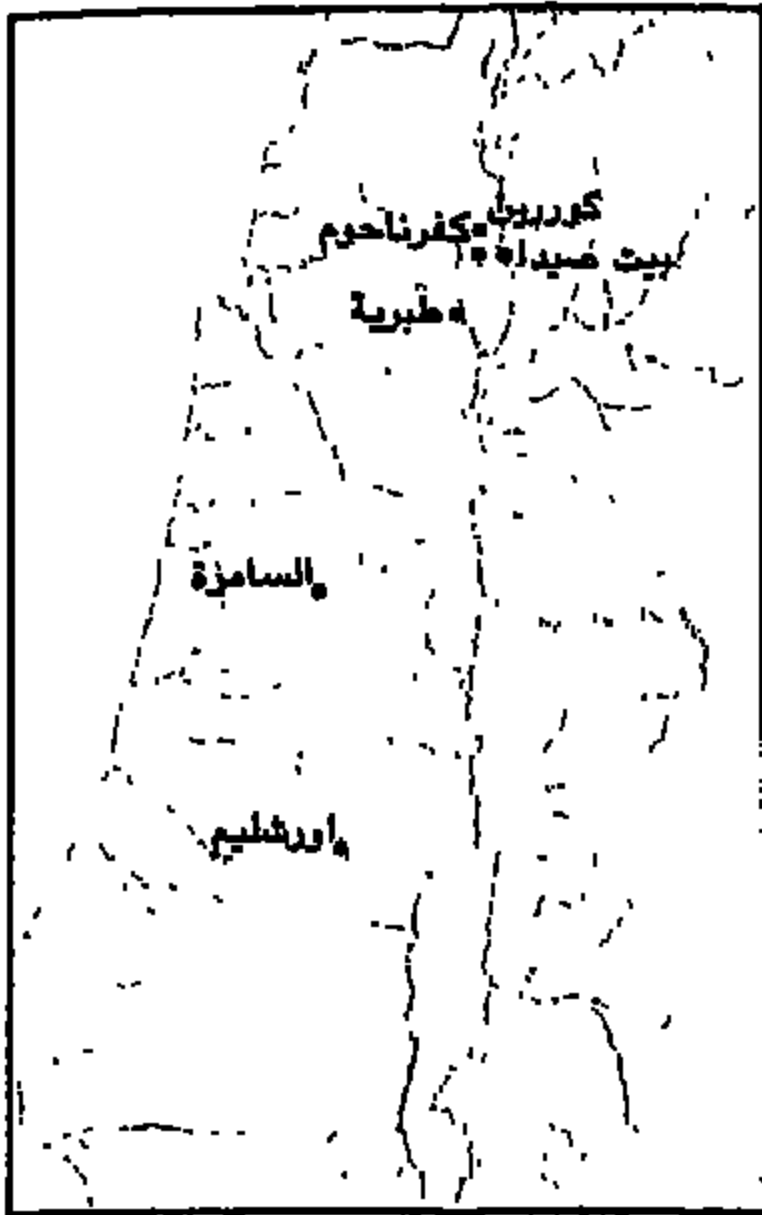 كورزين
كفرناحوم
بيت صيدا
طبرية
السامرة
اورشليم